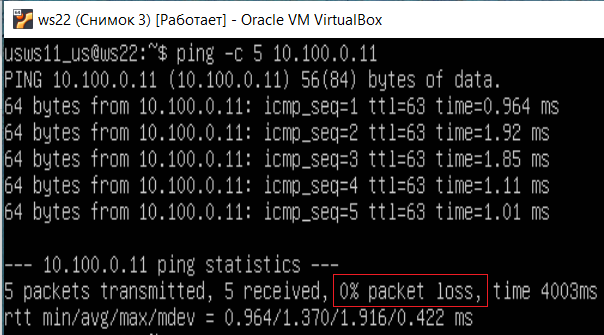 ws22 (Снимок 3) [Работает] - Oracle VM VirtualBox
usws11_us@ws22:~$ ping -c 5 10.100.0.11
PING 10.100.0.11 (10.100.0.11) 56(84) bytes of data.
64 bytes from 10.100.0.11: icmp_seq=1 ttl=63 time=0.964 ms
64 bytes from 10.100.0.11: icmp_seq=2 ttl=63 time=1.92 ms
64 bytes from 10.100.0.11: icmp_seq=3 ttl=63 time=1.85 ms
64 bytes from 10.100.0.11: icmp_seq=4 ttl=63 time=1.11 ms
64 bytes from 10.100.0.11: icmp_seq=5 ttl=63 time=1.01 ms
--- 10.100.0.11 ping statistics ---
5 packets transmitted, 5 received, 0% packet loss, time 4003ms
rtt min/avg/max/mdev = 0.964/1.370/1.916/0.422 ms